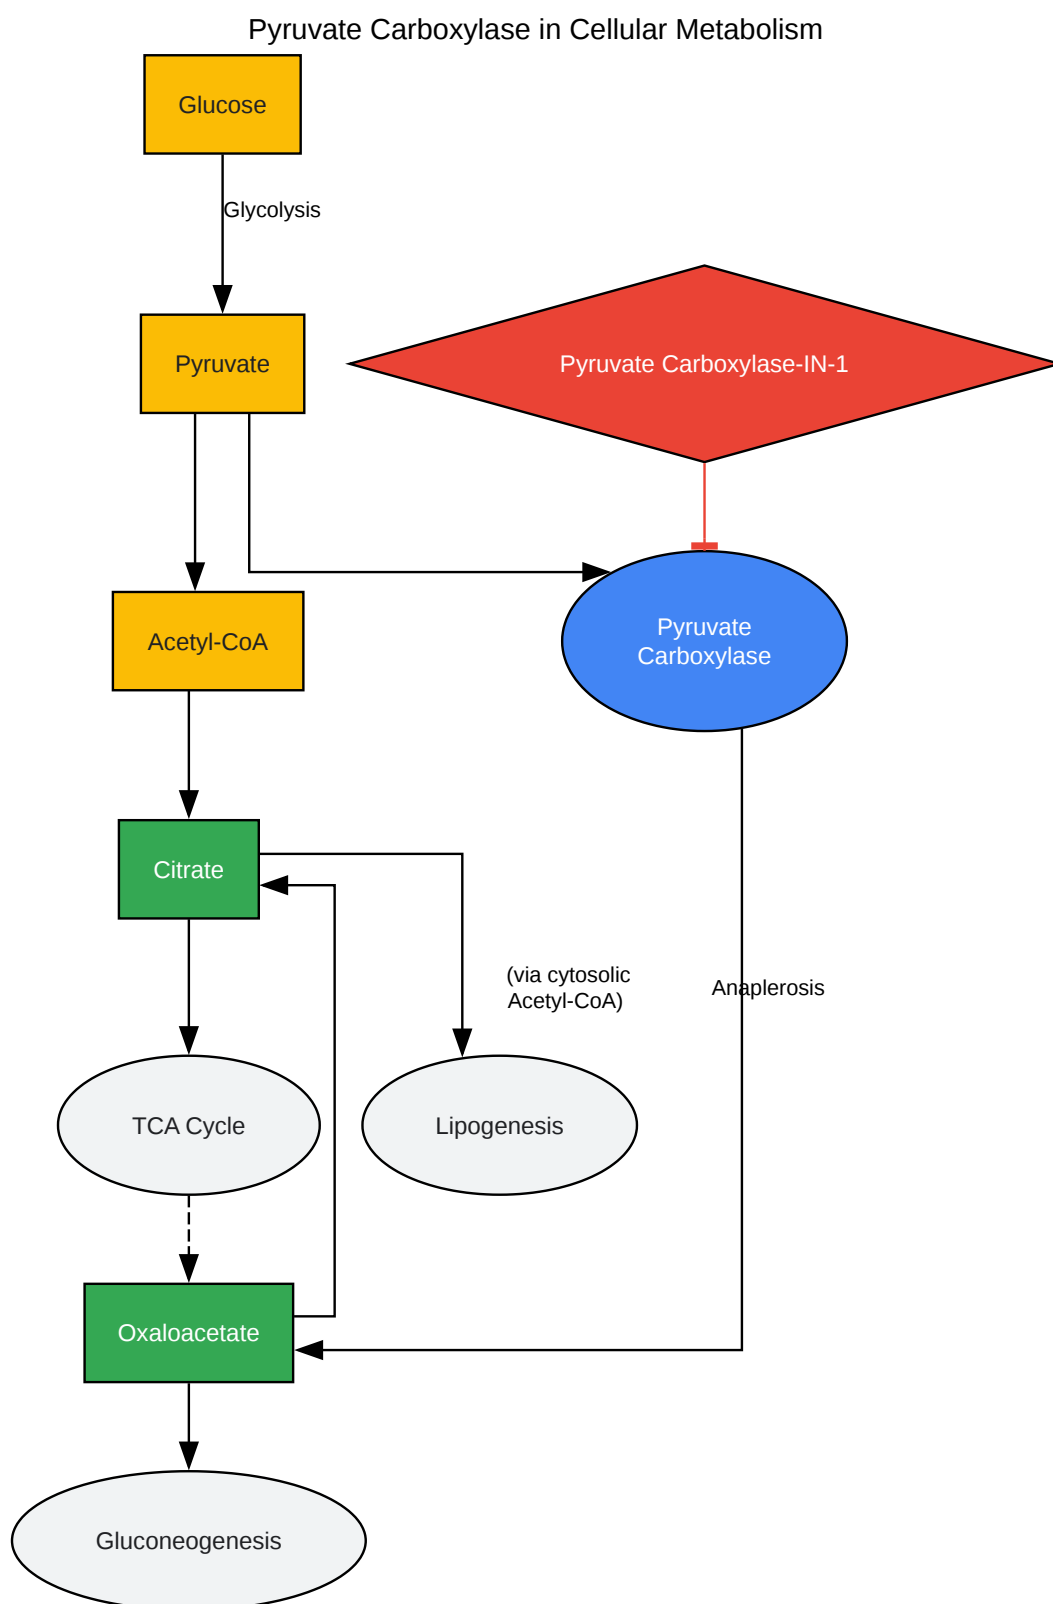 Pyruvate Carboxylase in Cellular Metabolism
Glucose
Glycolysis
Pyruvate
Pyruvate Carboxylase-IN-1
Acetyl-CoA
Pyruvate
Carboxylase
Citrate
(via cytosolic
Acetyl-CoA)
Anaplerosis
TCA Cycle
Lipogenesis
Oxaloacetate
Gluconeogenesis